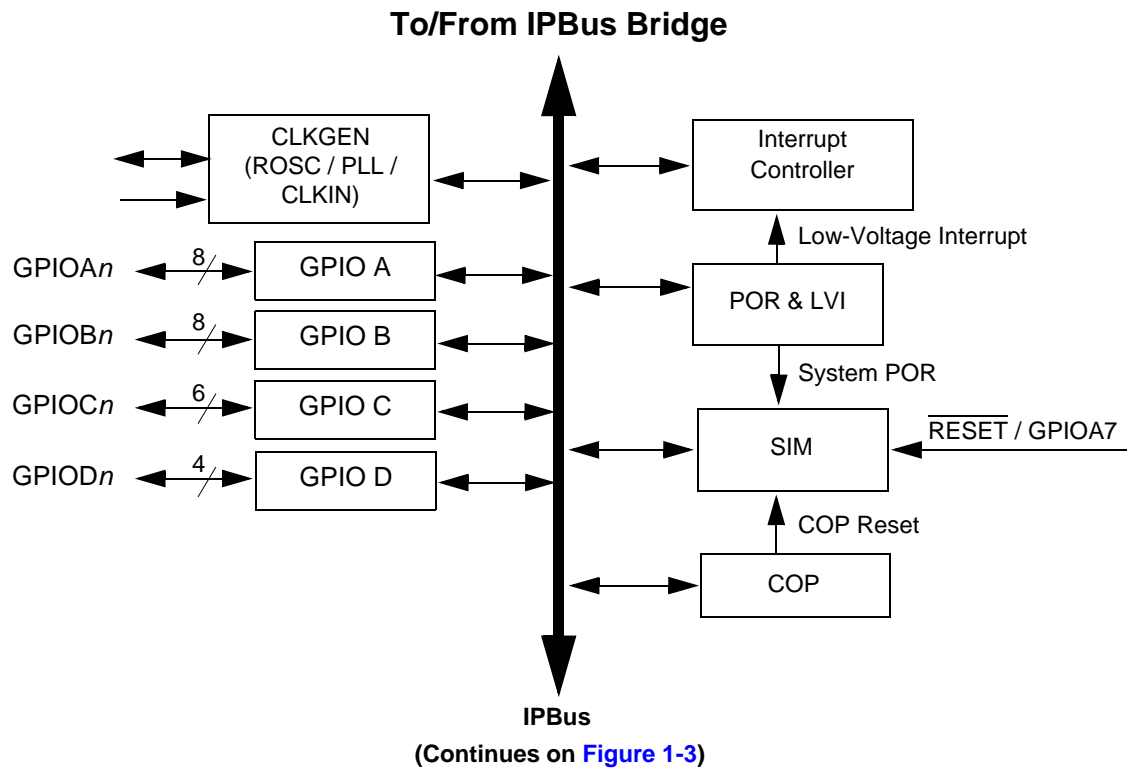 To/From IPBus Bridge
CLKGEN
(ROSC / PLL /
CLKIN)
Interrupt
Controller
Low-Voltage Interrupt
GPIOAn
8
GPIO A
POR & LVI
GPIOBn
8
GPIO B
System POR
GPIOCn
6
GPIO C
RESET / GPIOA7
SIM
GPIODn
4
GPIO D
COP Reset
COP
IPBus
(Continues on Figure 1-3)